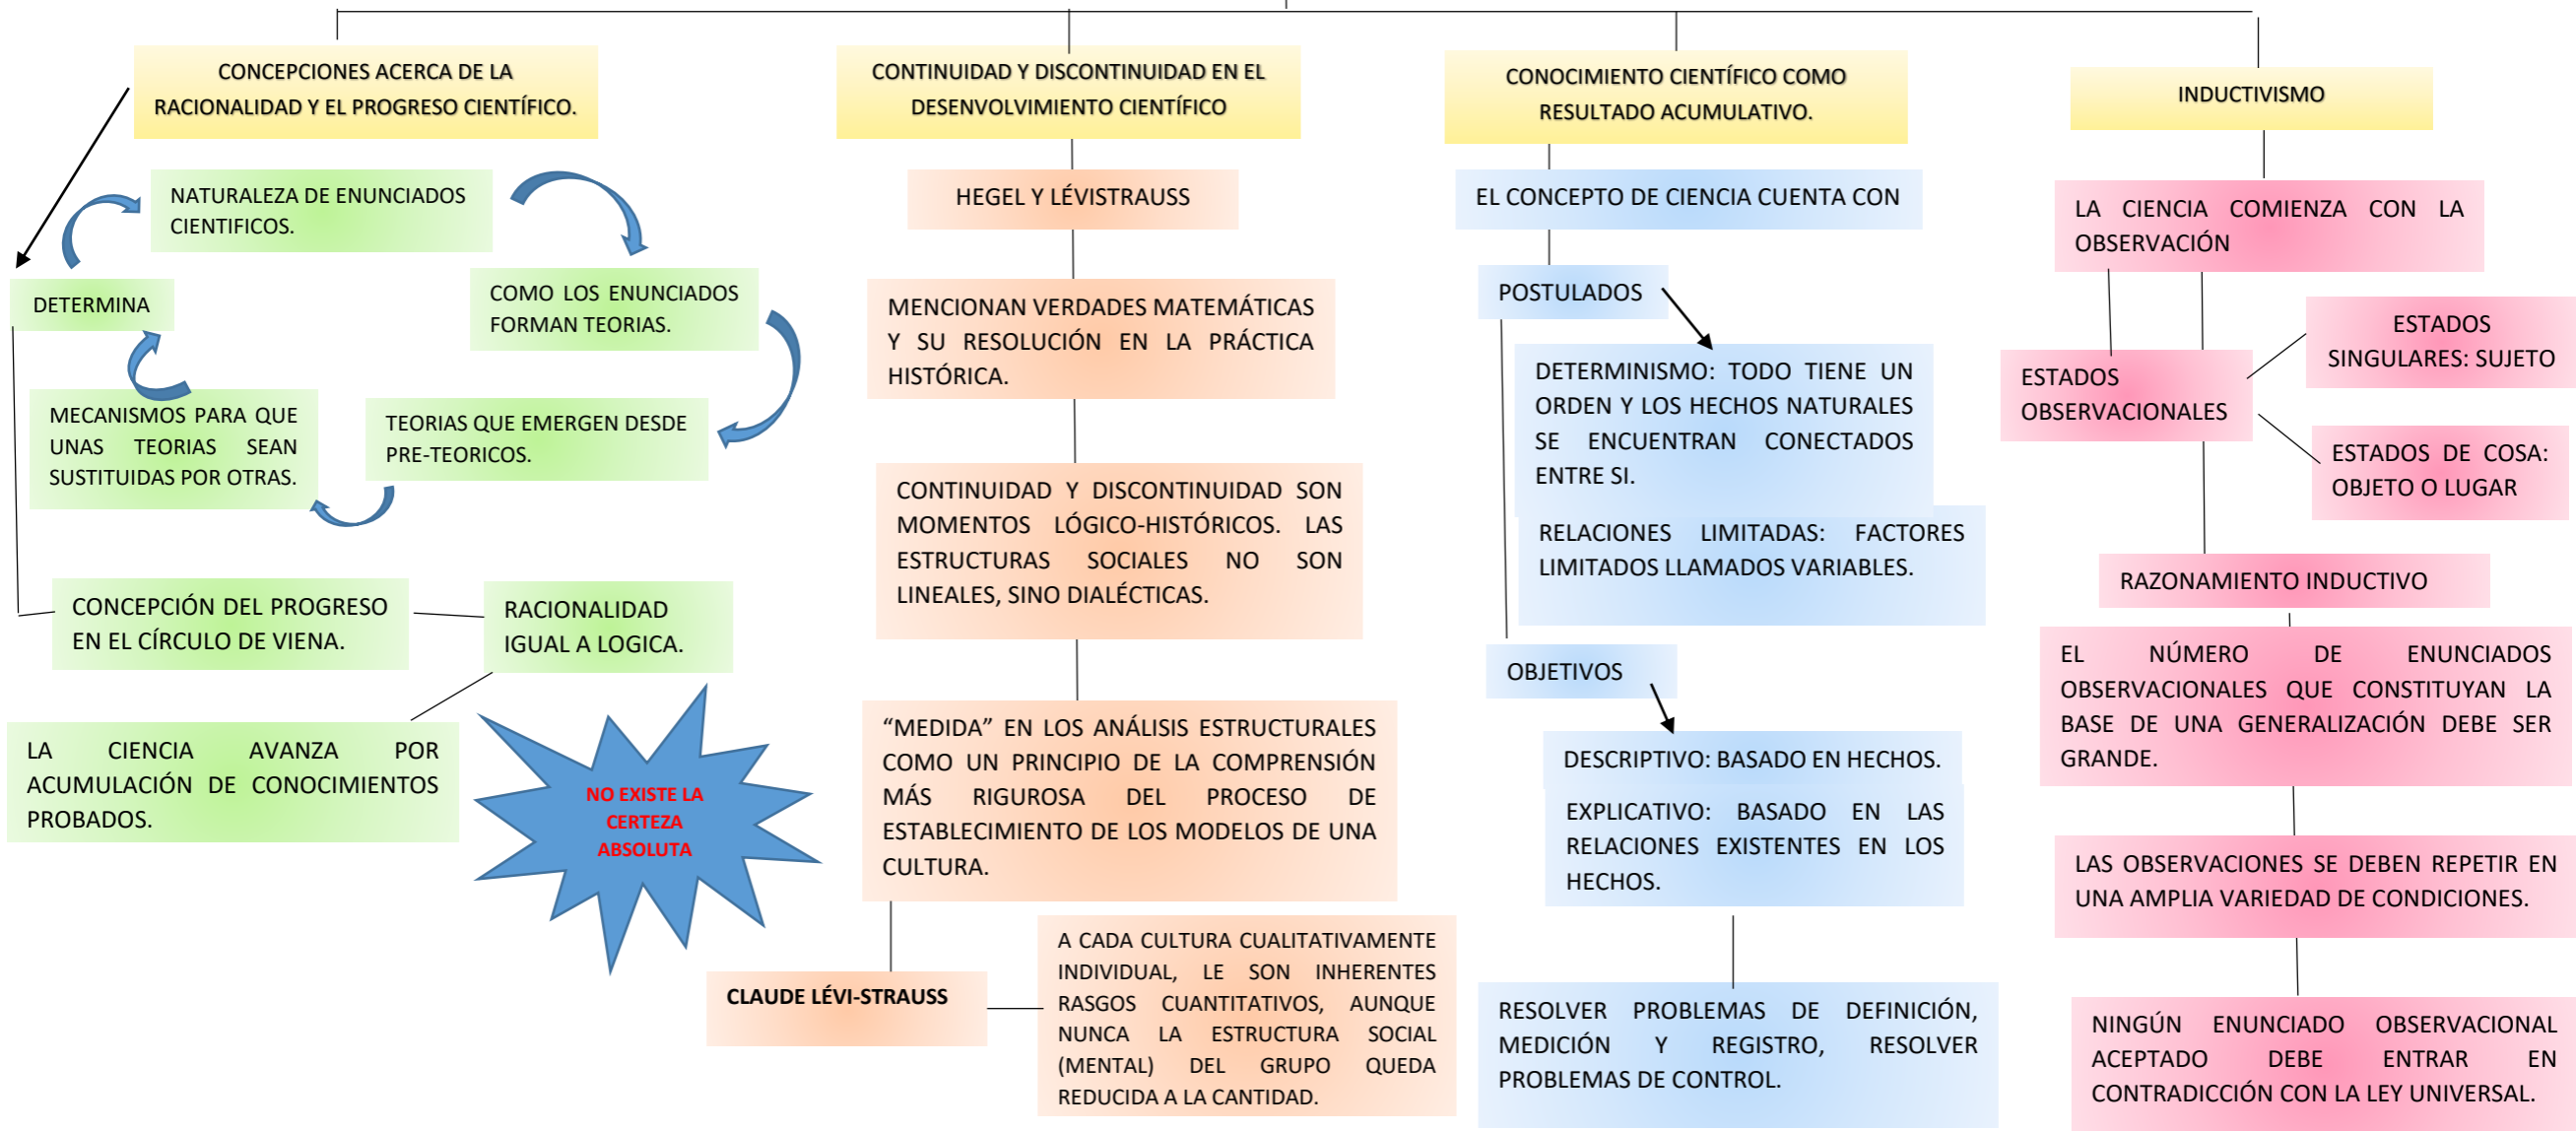 CONCEPCIONES ACERCA DE LA
RACIONALIDAD Y EL PROGRESO CIENTÍFICO.
NATURALEZA DE ENUNCIADOS
CIENTIFICOS.
DETERMINA
COMO LOS ENUNCIADOS
FORMAN TEORIAS.
MECANISMOS PARA QUE
UNAS TEORIAS SEAN
SUSTITUIDAS POR OTRAS.
TEORIAS QUE EMERGEN DESDE
PRE-TEORICOS.
CONCEPCIÓN DEL PROGRESO
EN EL CÍRCULO DE VIENA.
RACIONALIDAD
IGUAL A LOGICA.
LA CIENCIA AVANZA POR
ACUMULACIÓN DE CONOCIMIENTOS
PROBADOS.
NO EXISTE LA
CERTEZA
ABSOLUTA
CONTINUIDAD Y DISCONTINUIDAD EN EL
DESENVOLVIMIENTO CIENTÍFICO
HEGEL Y LÉVISTRAUSS
MENCIONAN VERDADES MATEMÁTICAS
Y SU RESOLUCIÓN EN LA PRÁCTICA
HISTÓRICA.
CONTINUIDAD Y DISCONTINUIDAD SON
MOMENTOS LÓGICO-HISTÓRICOS. LAS
ESTRUCTURAS SOCIALES NO SON
LINEALES, SINO DIALÉCTICAS.
“MEDIDA” EN LOS ANÁLISIS ESTRUCTURALES
COMO UN PRINCIPIO DE LA COMPRENSIÓN
MÁS RIGUROSA DEL PROCESO DE
ESTABLECIMIENTO DE LOS MODELOS DE UNA
CULTURA.
CLAUDE LÉVI-STRAUSS
A CADA CULTURA CUALITATIVAMENTE
INDIVIDUAL, LE SON INHERENTES
RASGOS CUANTITATIVOS, AUNQUE
NUNCA LA ESTRUCTURA SOCIAL
(MENTAL) DEL GRUPO QUEDA
REDUCIDA A LA CANTIDAD.
CONOCIMIENTO CIENTÍFICO COMO
RESULTADO ACUMULATIVO.
EL CONCEPTO DE CIENCIA CUENTA CON
POSTULADOS
DETERMINISMO: TODO TIENE UN
ORDEN Y LOS HECHOS NATURALES
SE ENCUENTRAN CONECTADOS
ENTRE SI.
RELACIONES LIMITADAS: FACTORES
LIMITADOS LLAMADOS VARIABLES.
OBJETIVOS
DESCRIPTIVO: BASADO EN HECHOS.
EXPLICATIVO: BASADO EN LAS
RELACIONES EXISTENTES EN LOS
HECHOS.
RESOLVER PROBLEMAS DE DEFINICIÓN,
MEDICIÓN Y REGISTRO, RESOLVER
PROBLEMAS DE CONTROL.
INDUCTIVISMO
LA CIENCIA COMIENZA CON LA
OBSERVACIÓN
ESTADOS
OBSERVACIONALES
ESTADOS
SINGULARES: SUJETO
ESTADOS DE COSA:
OBJETO O LUGAR
RAZONAMIENTO INDUCTIVO
EL NÚMERO DE ENUNCIADOS
OBSERVACIONALES QUE CONSTITUYAN LA
BASE DE UNA GENERALIZACIÓN DEBE SER
GRANDE.
LAS OBSERVACIONES SE DEBEN REPETIR EN
UNA AMPLIA VARIEDAD DE CONDICIONES.
NINGÚN ENUNCIADO OBSERVACIONAL
ACEPTADO DEBE ENTRAR EN
CONTRADICCIÓN CON LA LEY UNIVERSAL.